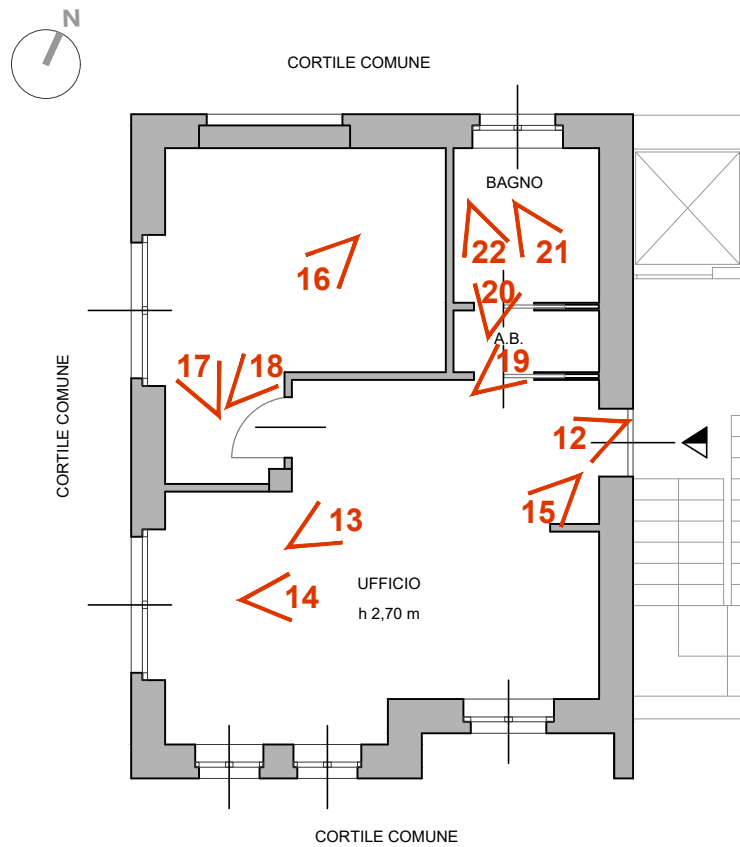 N
CORTILE COMUNE
BAGNO
22
21
16
20
A.B.
17
18
19
CORTILE COMUNE
12
15
13
UFFICIO
14
h 2,70 m
CORTILE COMUNE